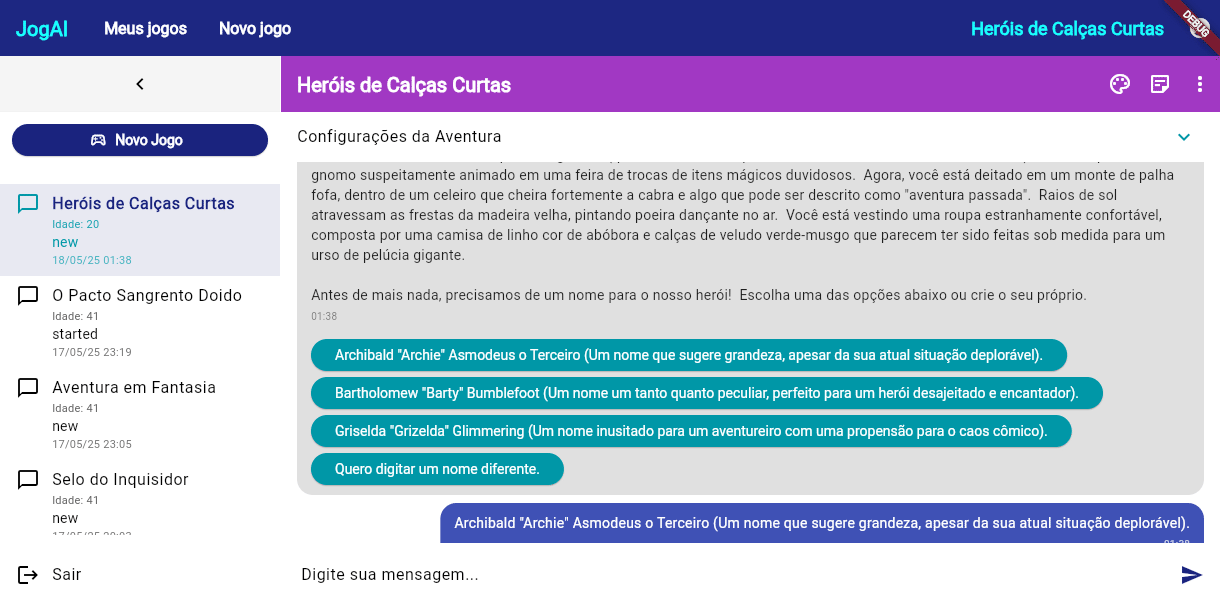 JogAI Meus jogos Novo jogo Heróis de Calças Curtas DEBUG
Novo Jogo
Heróis de Calças Curtas
Idade: 20
new
18/05/25 01:38
O Pacto Sangrento Doido
Idade: 41
started
17/05/25 23:19
Aventura em Fantasia
Idade: 41
new
17/05/25 23:05
Selo do Inquisidor
Idade: 41
new
Sair
Heróis de Calças Curtas
Configurações da Aventura
gnomo suspeitamente animado em uma feira de trocas de itens mágicos duvidosos. Agora, você está deitado em um monte de palha
fofa, dentro de um celeiro que cheira fortemente a cabra e algo que pode ser descrito como "aventura passada". Raios de sol
atravessam as frestas da madeira velha, pintando poeira dançante no ar. Você está vestindo uma roupa estranhamente confortável,
composta por uma camisa de linho cor de abóbora e calças de veludo verde-musgo que parecem ter sido feitas sob medida para um
urso de pelúcia gigante.
Antes de mais nada, precisamos de um nome para o nosso herói! Escolha uma das opções abaixo ou crie o seu próprio.
01:38
Archibald "Archie" Asmodeus o Terceiro (Um nome que sugere grandeza, apesar da sua atual situação deplorável).
Bartholomew "Barty" Bumblefoot (Um nome um tanto quanto peculiar, perfeito para um herói desajeitado e encantador).
Griselda "Grizelda" Glimmering (Um nome inusitado para um aventureiro com uma propensão para o caos cômico).
Quero digitar um nome diferente.
Archibald "Archie" Asmodeus o Terceiro (Um nome que sugere grandeza, apesar da sua atual situação deplorável).
Digite sua mensagem...